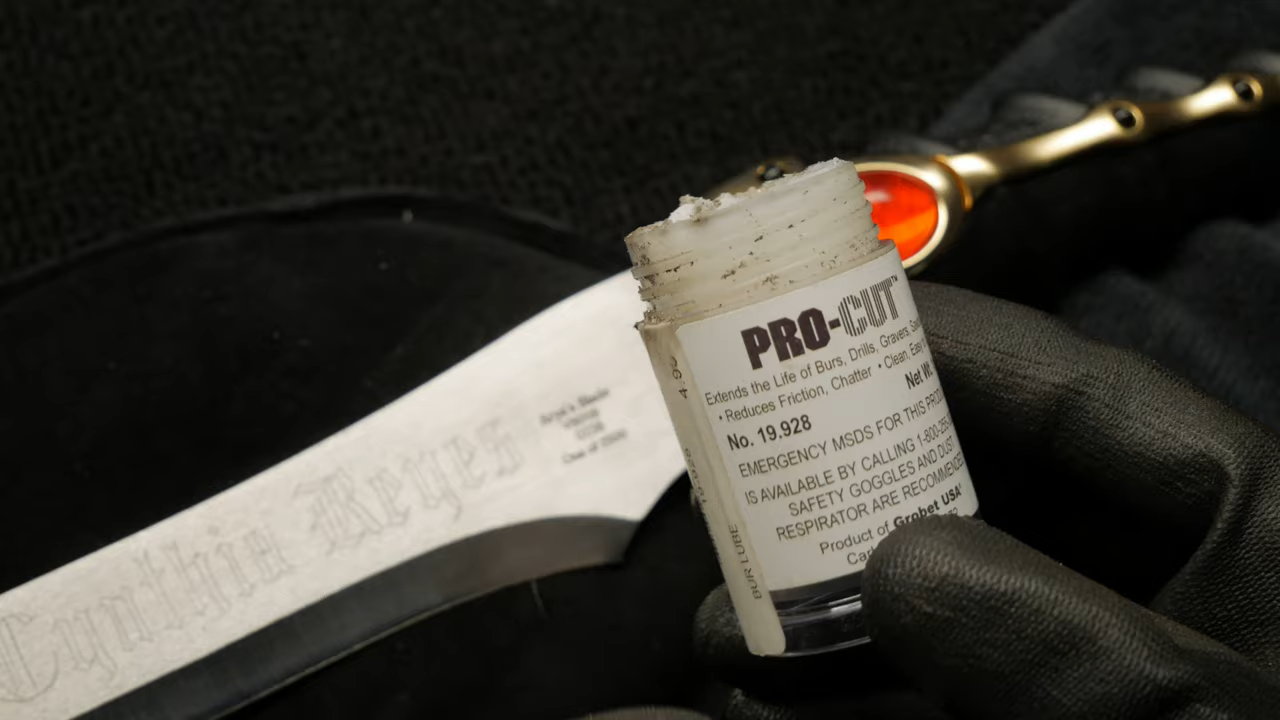 PRO-CUT™
Extends the Life of Burs, Drills, Gravers,
• Reduces Friction, Chatter • Clean, Easy
Net Wt.
No. 19.928
EMERGENCY MSDS FOR THIS
IS AVAILABLE BY CALLING 1-800-
SAFETY GOGGLES AND DUST
RESPIRATOR ARE RECOMMENDED
Product of Grobet USA
BUR LUBE
Cynthia Reyes